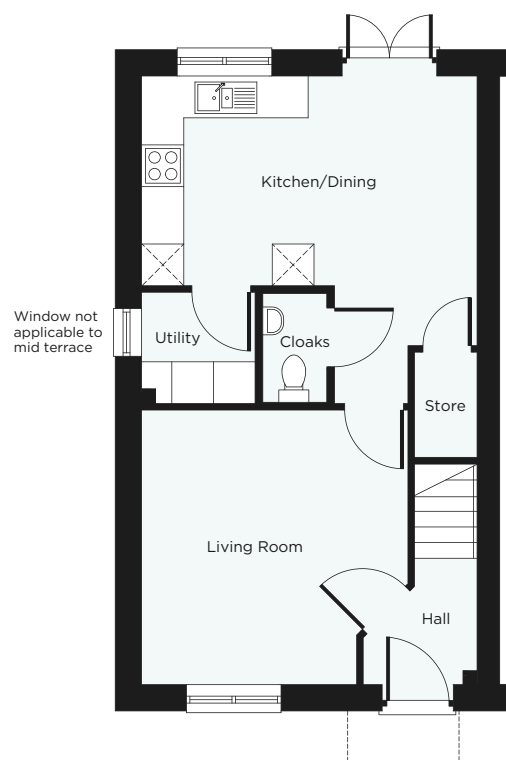 Kitchen/Dining
Window not
applicable to
mid terrace
Utility
Cloaks
Store
Living Room
Hall